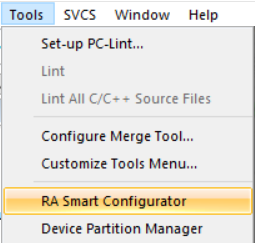 Tools SVCS Window Help
Set-up PC-Lint...
Lint
Lint All C/C++ Source Files
Configure Merge Tool...
Customize Tools Menu...
RA Smart Configurator
Device Partition Manager